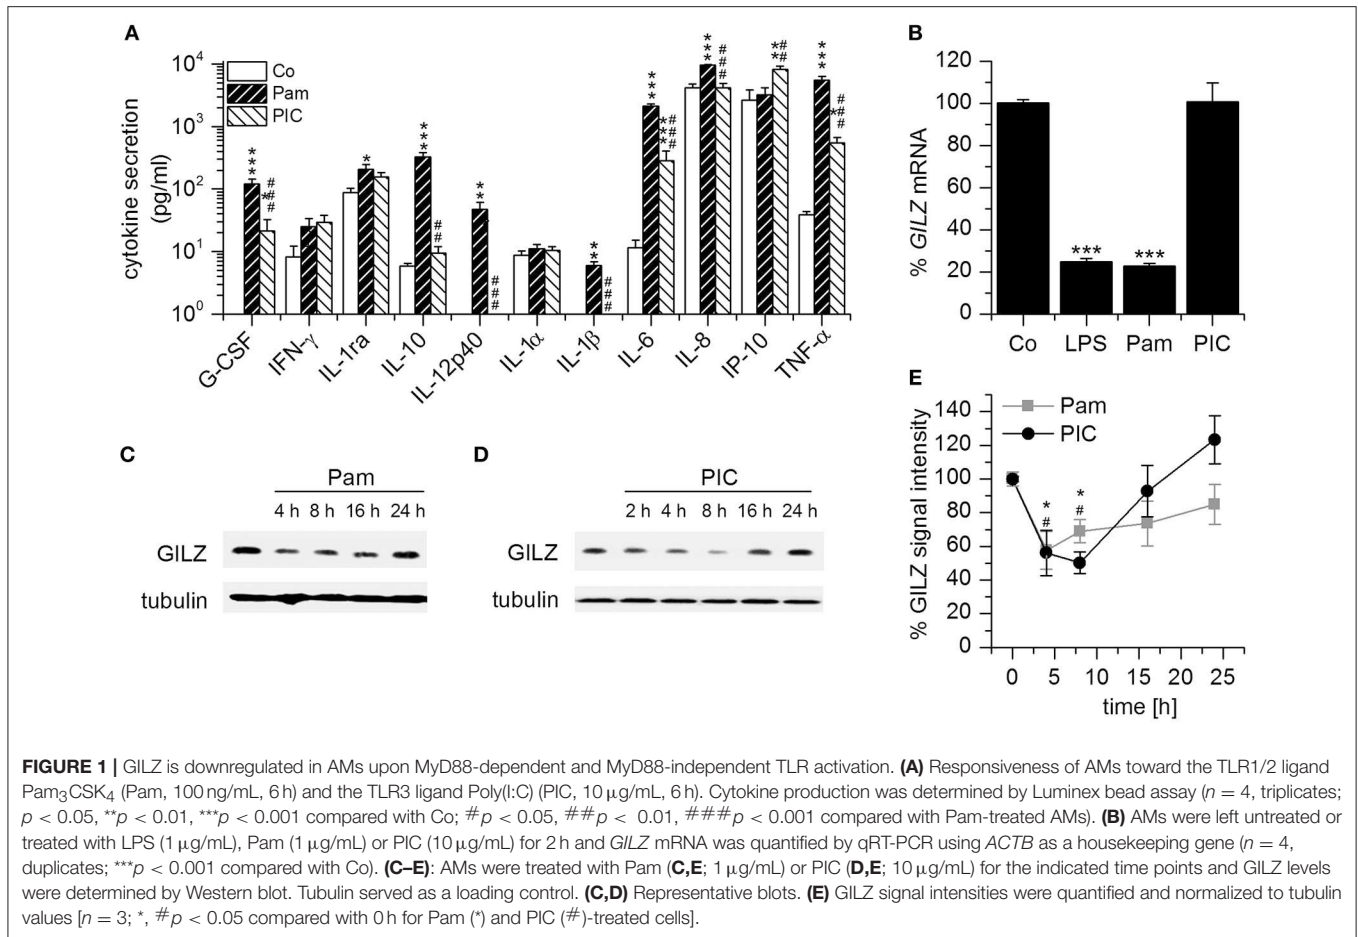 A
cytokine secretion
(pg/ml)
10⁴
10³
10²
10¹
10⁰
Co
Pam
PIC
***
*
###
*
***
##
**
###
**
###
***
***
###
***
###
**
##
***
*
###
G-CSF
IFN-γ
IL-1ra
IL-10
IL-12p40
IL-1α
IL-1β
IL-6
IL-8
IP-10
TNF-α
B
% GILZ mRNA
120
100
80
60
40
20
0
***
***
Co LPS Pam PIC
C
Pam
4 h 8 h 16 h 24 h
GILZ
tubulin
D
PIC
2 h 4 h 8 h 16 h 24 h
GILZ
tubulin
E
% GILZ signal intensity
140
120
100
80
60
40
20
0
Pam
PIC
* *
# #
0 5 10 15 20 25
time [h]
FIGURE 1 | GILZ is downregulated in AMs upon MyD88-dependent and MyD88-independent TLR activation. (A) Responsiveness of AMs toward the TLR1/2 ligand
Pam₃CSK₄ (Pam, 100 ng/mL, 6 h) and the TLR3 ligand Poly(I:C) (PIC, 10 μg/mL, 6 h). Cytokine production was determined by Luminex bead assay (n = 4, triplicates;
p < 0.05, **p < 0.01, ***p < 0.001 compared with Co; #p < 0.05, ##p < 0.01, ###p < 0.001 compared with Pam-treated AMs). (B) AMs were left untreated or
treated with LPS (1 μg/mL), Pam (1 μg/mL) or PIC (10 μg/mL) for 2 h and GILZ mRNA was quantified by qRT-PCR using ACTB as a housekeeping gene (n = 4,
duplicates; ***p < 0.001 compared with Co). (C–E): AMs were treated with Pam (C,E; 1 μg/mL) or PIC (D,E; 10 μg/mL) for the indicated time points and GILZ levels
were determined by Western blot. Tubulin served as a loading control. (C,D) Representative blots. (E) GILZ signal intensities were quantified and normalized to tubulin
values [n = 3; *, #p < 0.05 compared with 0 h for Pam (*) and PIC (#)-treated cells].